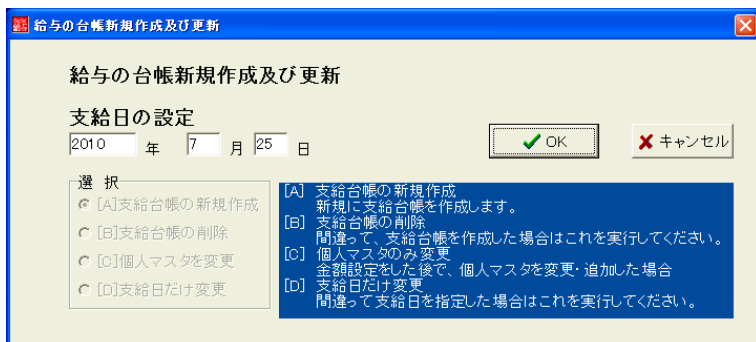 給与の台帳新規作成及び更新
給与の台帳新規作成及び更新
支給日の設定
2010 年 7 月 25 日
OK
キャンセル
選 択
[A]支給台帳の新規作成
[B]支給台帳の削除
[C]個人マスタを変更
[D]支給日だけ変更
[A] 支給台帳の新規作成
新規に支給台帳を作成します。
[B] 支給台帳の削除
間違って、支給台帳を作成した場合はこれを実行してください。
[C] 個人マスタのみ変更
金額設定をした後で、個人マスタを変更・追加した場合
[D] 支給日だけ変更
間違って支給日を指定した場合はこれを実行してください。